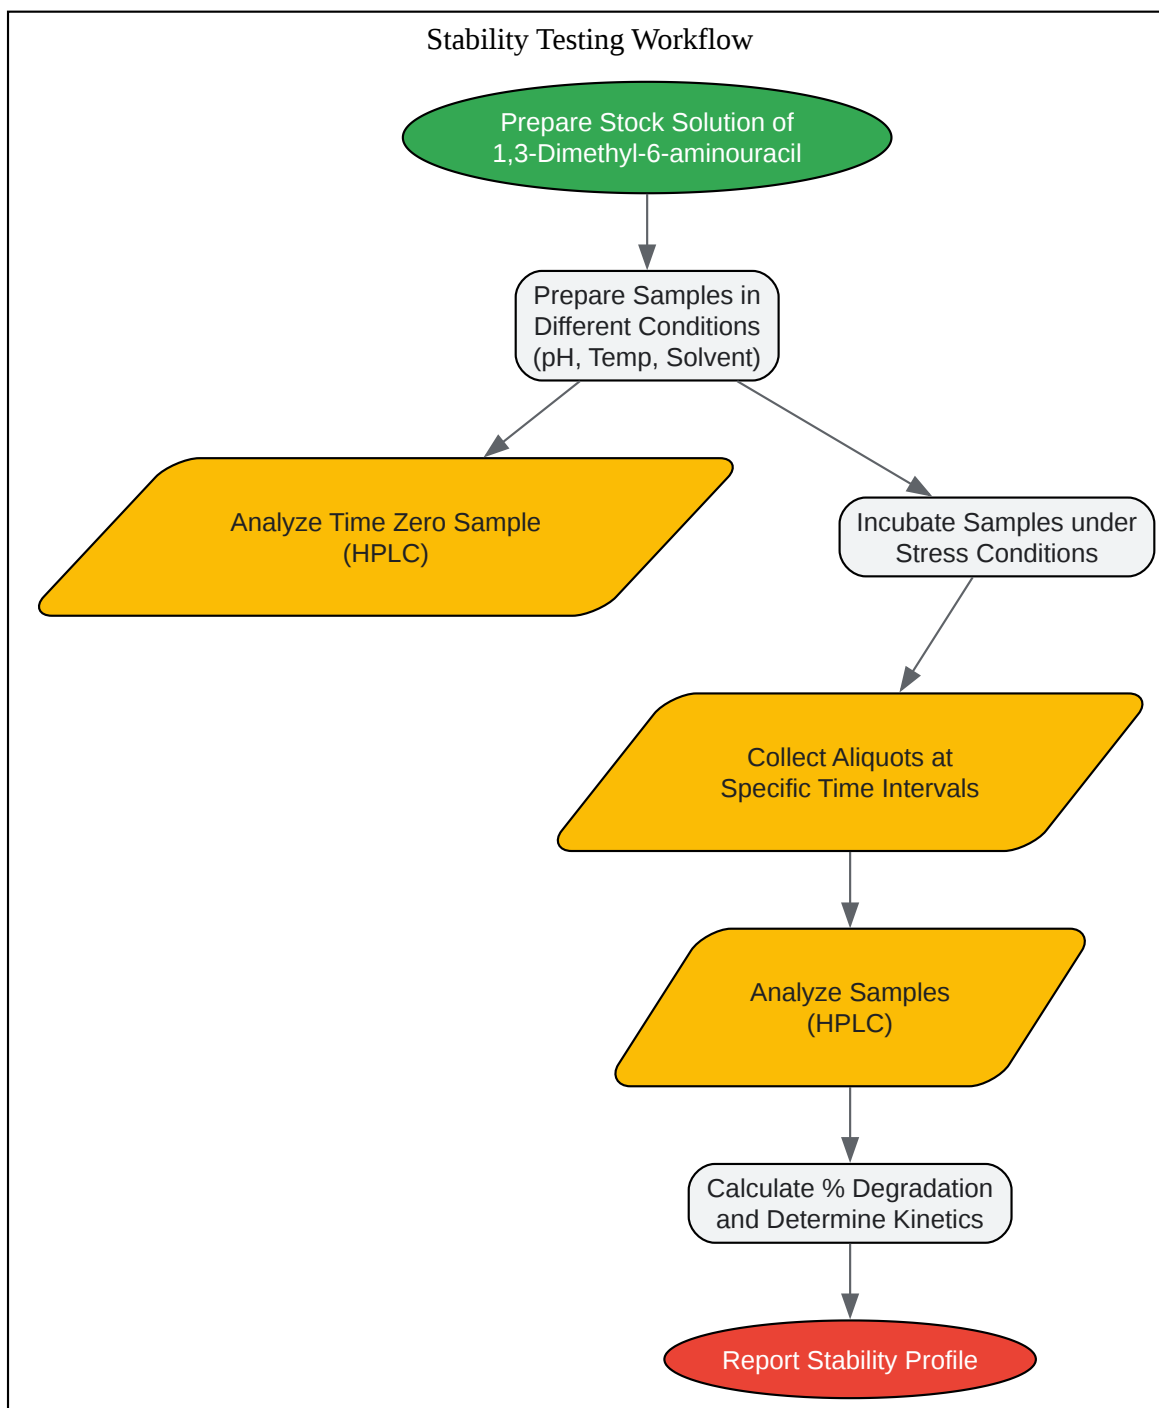 Stability Testing Workflow
Prepare Stock Solution of
1,3-Dimethyl-6-aminouracil
Prepare Samples in
Different Conditions
(pH, Temp, Solvent)
Analyze Time Zero Sample
(HPLC)
Incubate Samples under
Stress Conditions
Collect Aliquots at
Specific Time Intervals
Analyze Samples
(HPLC)
Calculate % Degradation
and Determine Kinetics
Report Stability Profile